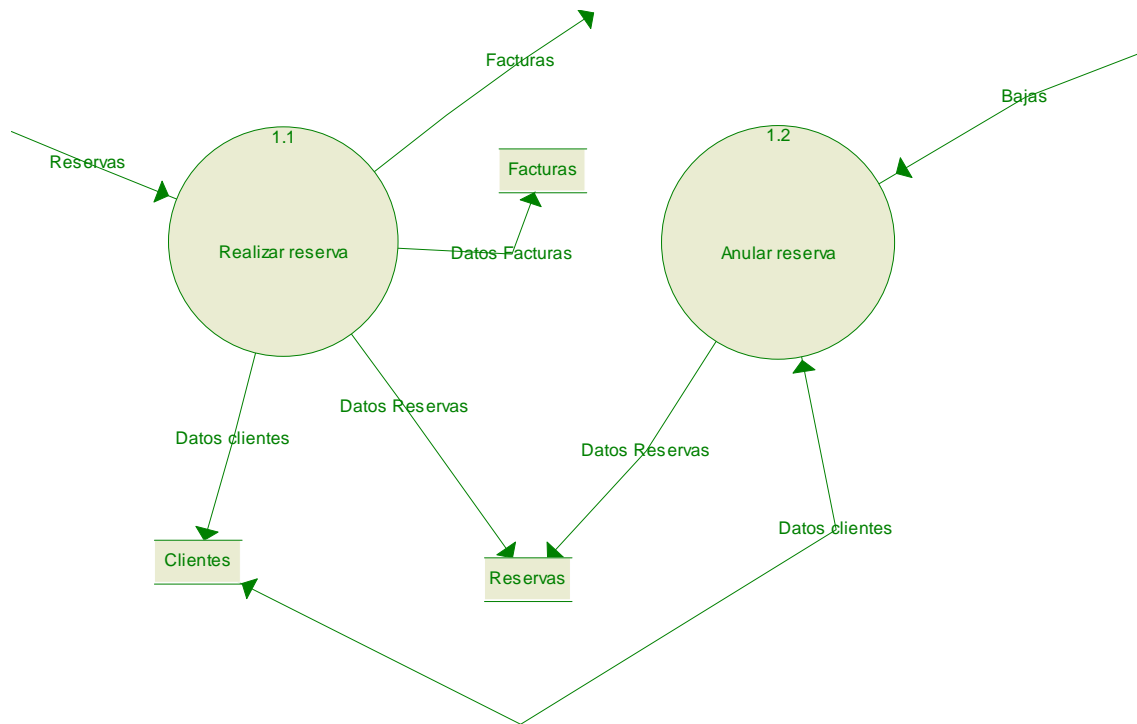 Facturas
Bajas
1.1
1.2
Reservas
Facturas
Realizar reserva
Datos Facturas
Anular reserva
Datos Reservas
Datos clientes
Datos Reservas
Datos clientes
Clientes
Reservas